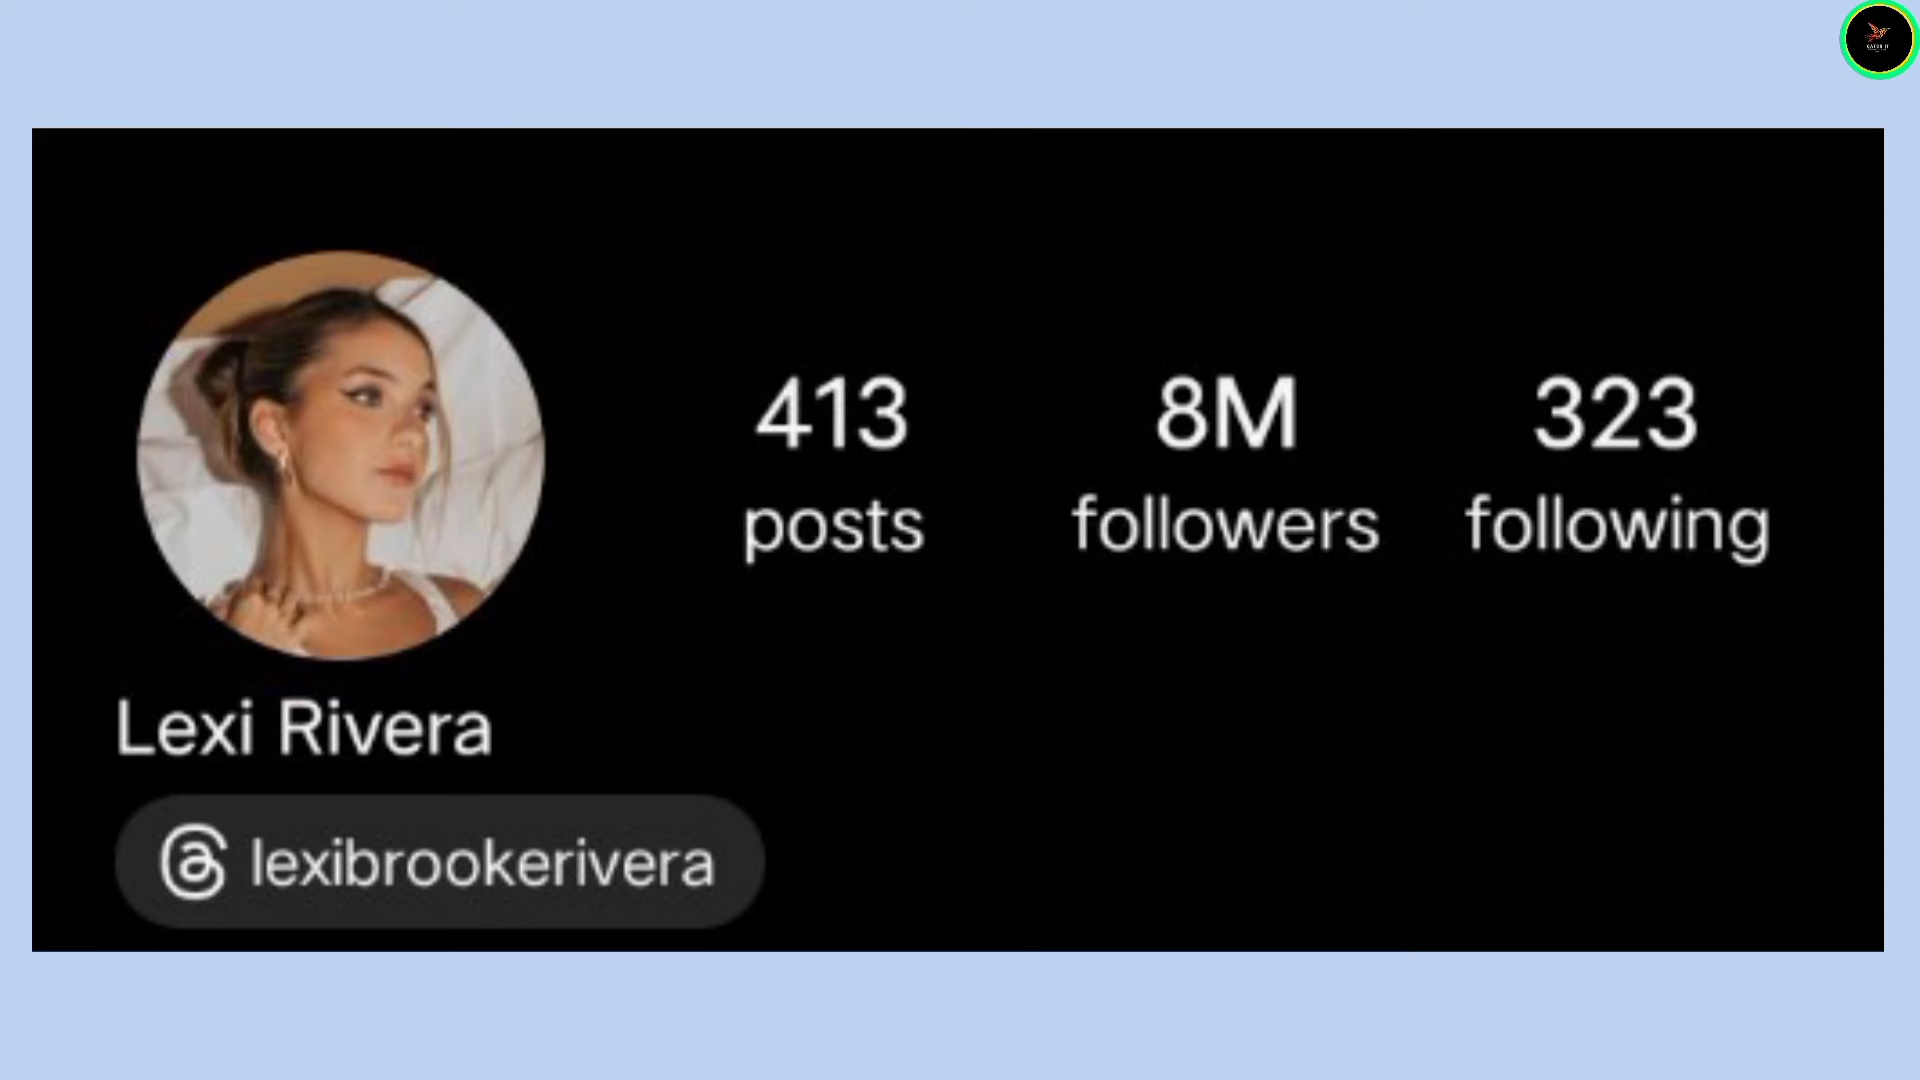 413 8M 323
posts followers following
Lexi Rivera
lexibrookerivera